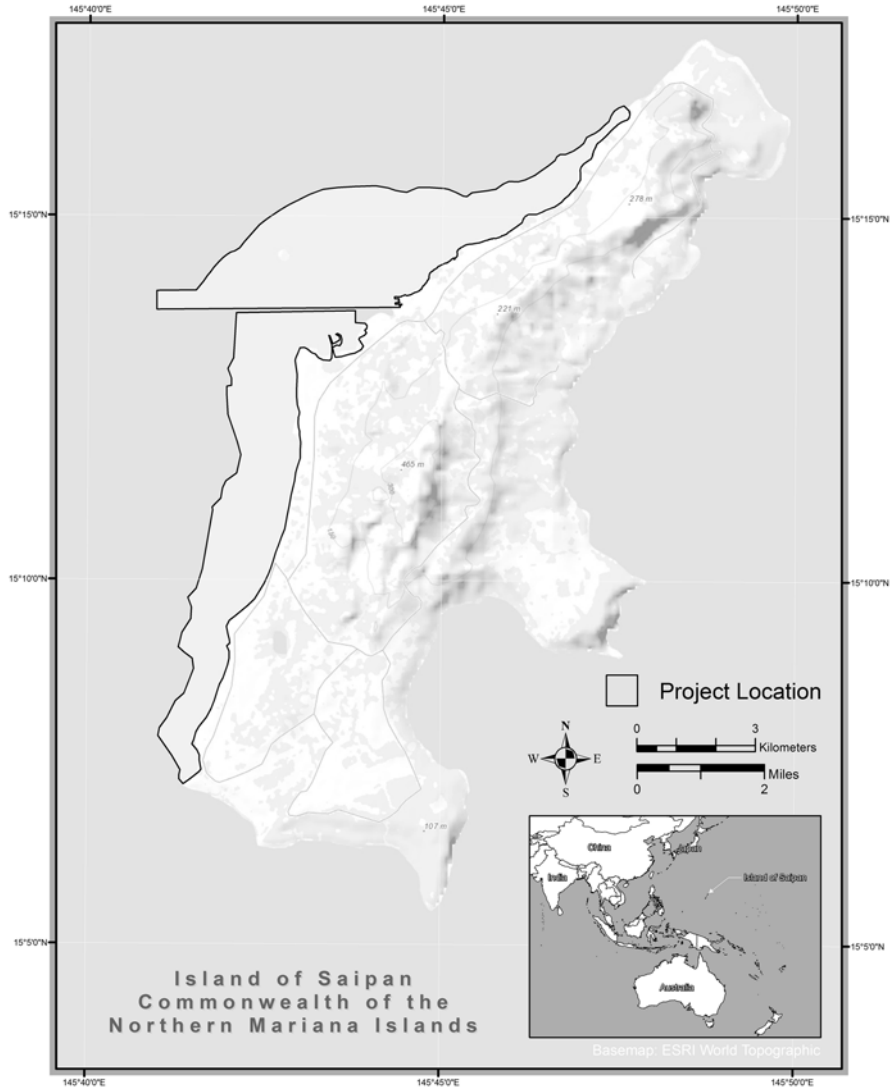 145°40'0"E
145°45'0"E
145°50'0"E
15°15'0"N
15°15'0"N
278 m
221 m
465 m
15°10'0"N
15°10'0"N
Project Location
N
W E
S
0 3
Kilometers
Miles
0 2
107 m
China
Japan
India
Island of Saipan
Australia
15°5'0"N
15°5'0"N
Island of Saipan
Commonwealth of the
Northern Mariana Islands
Basemap: ESRI World Topographic
145°40'0"E
145°45'0"E
145°50'0"E